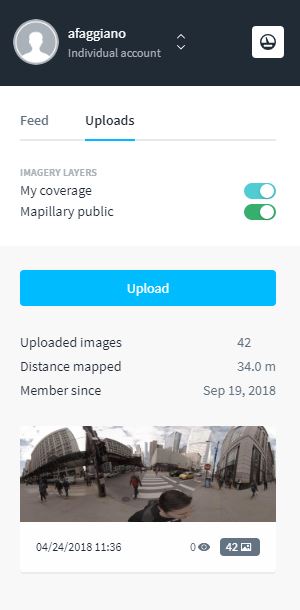 afaggiano
Individual account
Feed Uploads
IMAGERY LAYERS
My coverage
Mapillary public
Upload
Uploaded images 42
Distance mapped 34.0 m
Member since Sep 19, 2018
04/24/2018 11:36 0 42